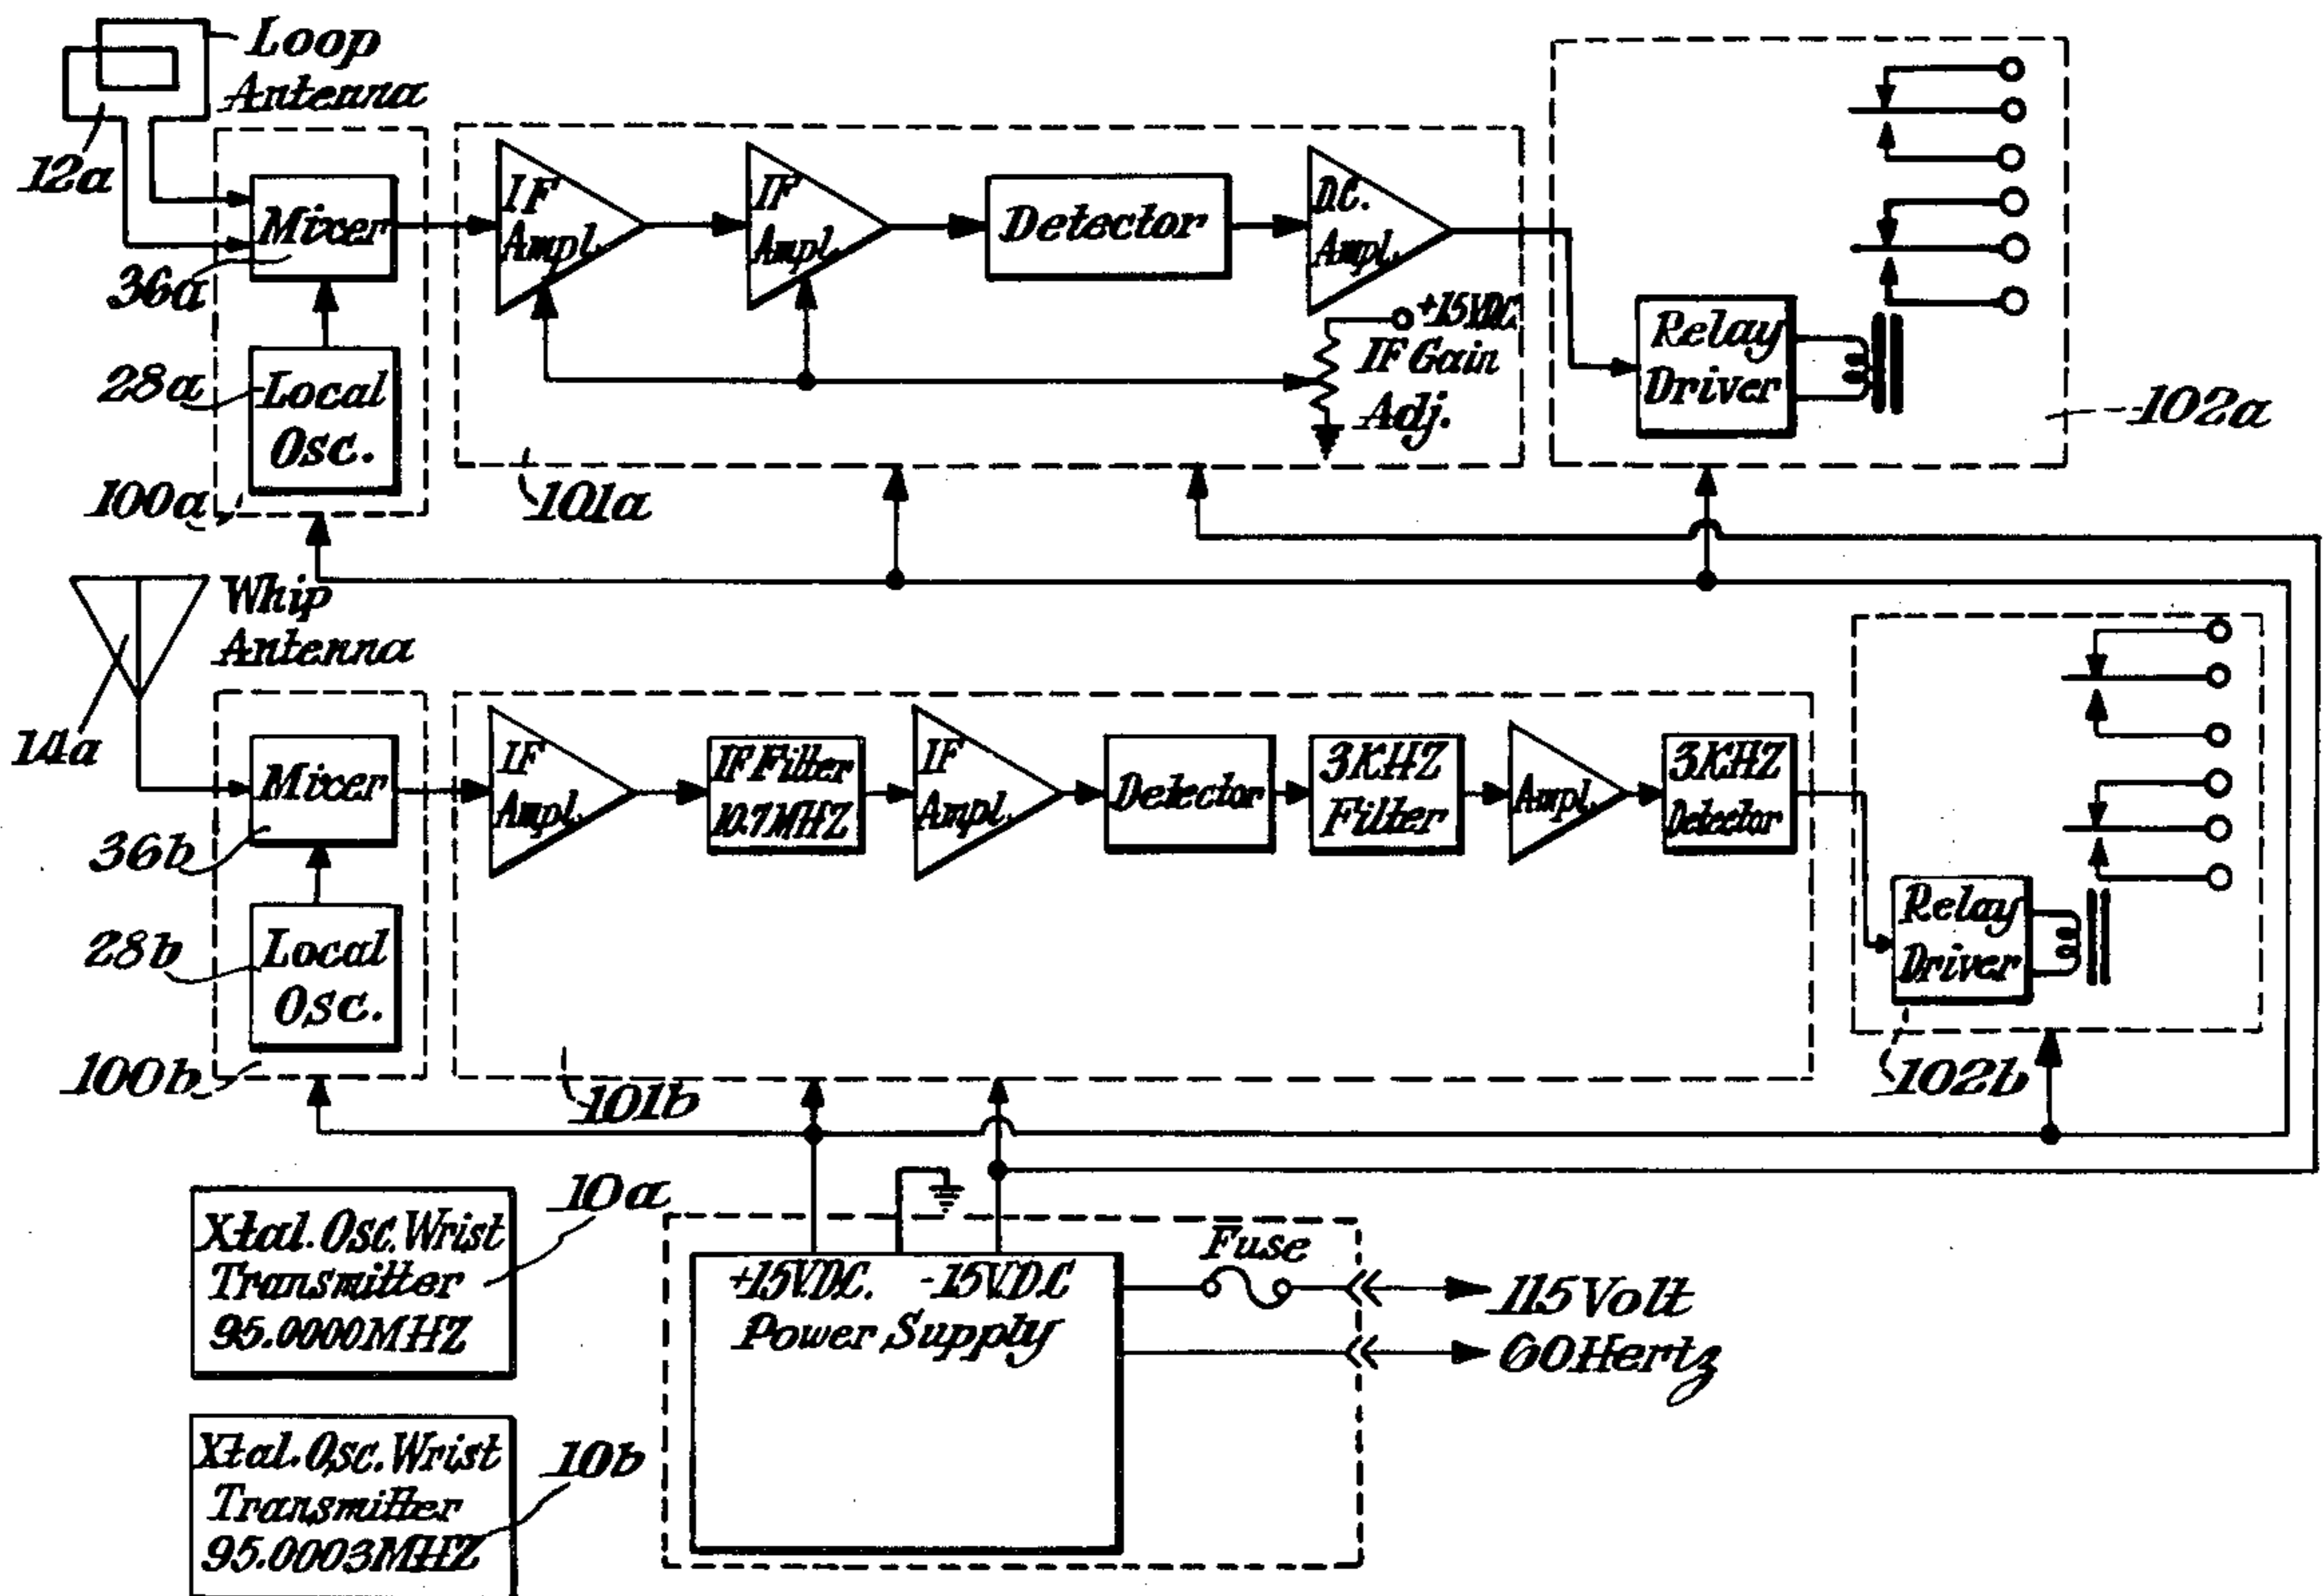 Loop
Antenna
12a
Mixer
36a
28a
Local
Osc.
100a
IF
Ampl.
IF
Ampl.
Detector
D.C.
Ampl.
+15VDC
IF Gain
Adj.
101a
Relay
Driver
102a
Whip
Antenna
14a
Mixer
36b
28b
Local
Osc.
100b
IF
Ampl.
IF Filter
10.7MHZ
IF
Ampl.
Detector
3KHZ
Filter
Ampl.
3KHZ
Detector
101b
Relay
Driver
102b
Xtal. Osc. Wrist
Transmitter
95.0000MHZ
10a
Xtal. Osc. Wrist
Transmitter
95.0003MHZ
10b
+15V.D.C. -15V.D.C
Power Supply
Fuse
115 Volt
60 Hertz